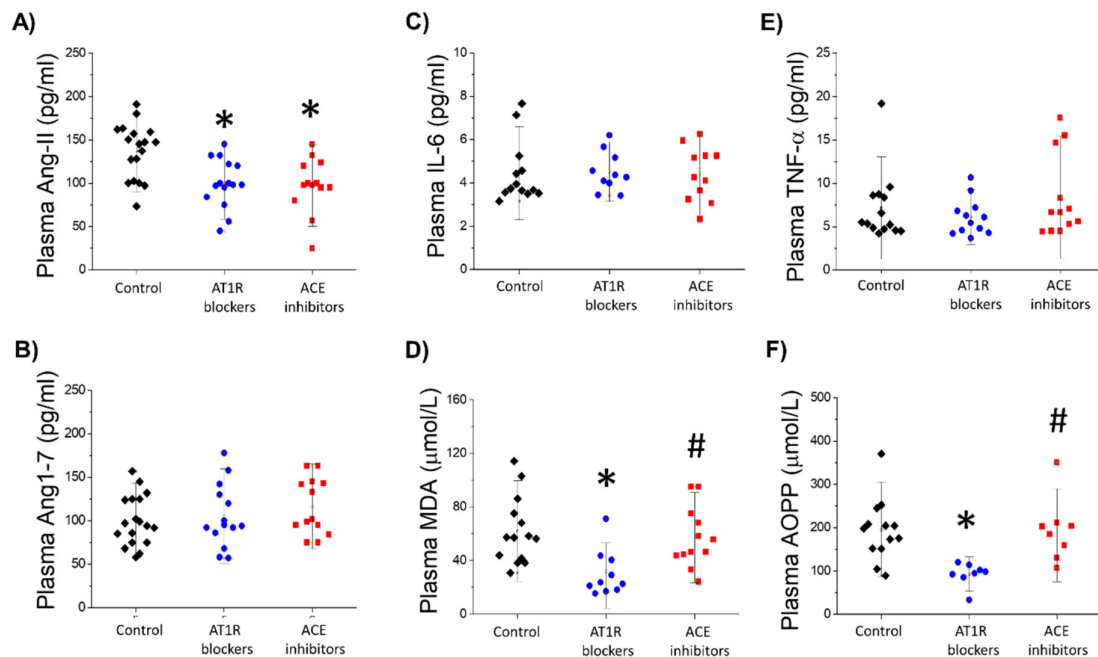 A)
Plasma Ang-II (pg/ml)
250
200
150
100
50
0
*
*
Control
AT1R
blockers
ACE
inhibitors
C)
Plasma IL-6 (pg/ml)
10
8
6
4
2
0
Control
AT1R
blockers
ACE
inhibitors
E)
Plasma TNF-α (pg/ml)
25
20
15
10
5
0
Control
AT1R
blockers
ACE
inhibitors
B)
Plasma Ang1-7 (pg/ml)
250
200
150
100
50
0
Control
AT1R
blockers
ACE
inhibitors
D)
Plasma MDA (μmol/L)
160
120
80
40
0
*
#
Control
AT1R
blockers
ACE
inhibitors
F)
Plasma AOPP (μmol/L)
500
400
300
200
100
0
*
#
Control
AT1R
blockers
ACE
inhibitors